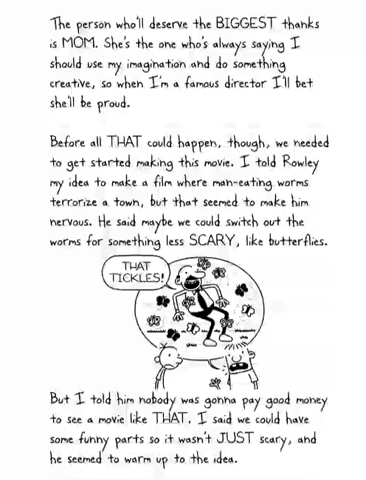 The person who'll deserve the BIGGEST thanks
is MOM. She's the one who's always saying I
should use my imagination and do something
creative, so when I'm a famous director I'll bet
she'll be proud.
Before all THAT could happen, though, we needed
to get started making this movie. I told Rowley
my idea to make a film where man-eating worms
terrorize a town, but that seemed to make him
nervous. He said maybe we could switch out the
worms for something less SCARY, like butterflies.
THAT
TICKLES!
But I told him nobody was gonna pay good money
to see a movie like THAT. I said we could have
some funny parts so it wasn't JUST scary, and
he seemed to warm up to the idea.